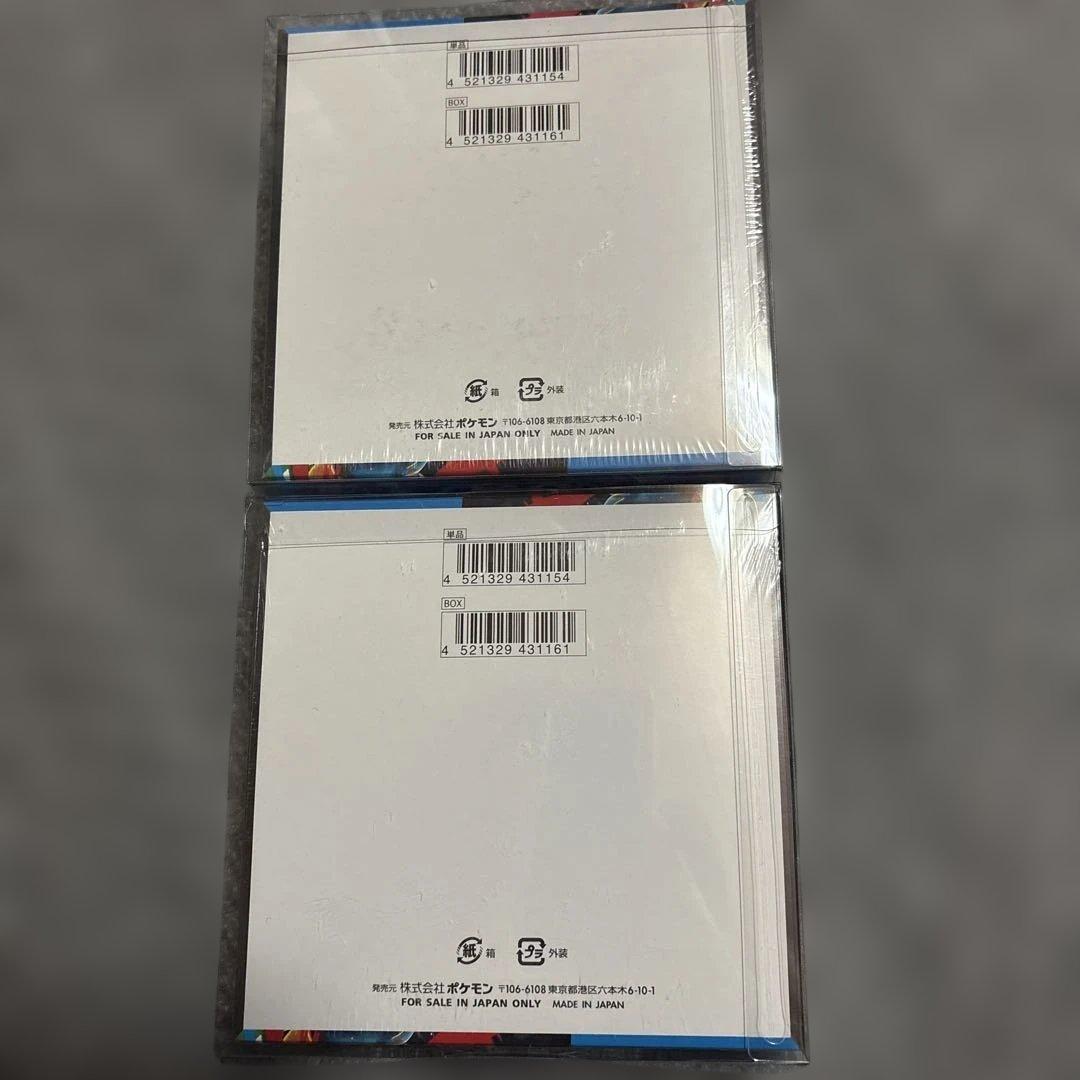 単品
4 521329 431154
BOX
4 521329 431161
紙 箱 プラ 外装
発売元 株式会社ポケモン 〒106-6108 東京都港区六本木6-10-1
FOR SALE IN JAPAN ONLY MADE IN JAPAN
単品
4 521329 431154
BOX
4 521329 431161
紙 箱 プラ 外装
発売元 株式会社ポケモン 〒106-6108 東京都港区六本木6-10-1
FOR SALE IN JAPAN ONLY MADE IN JAPAN